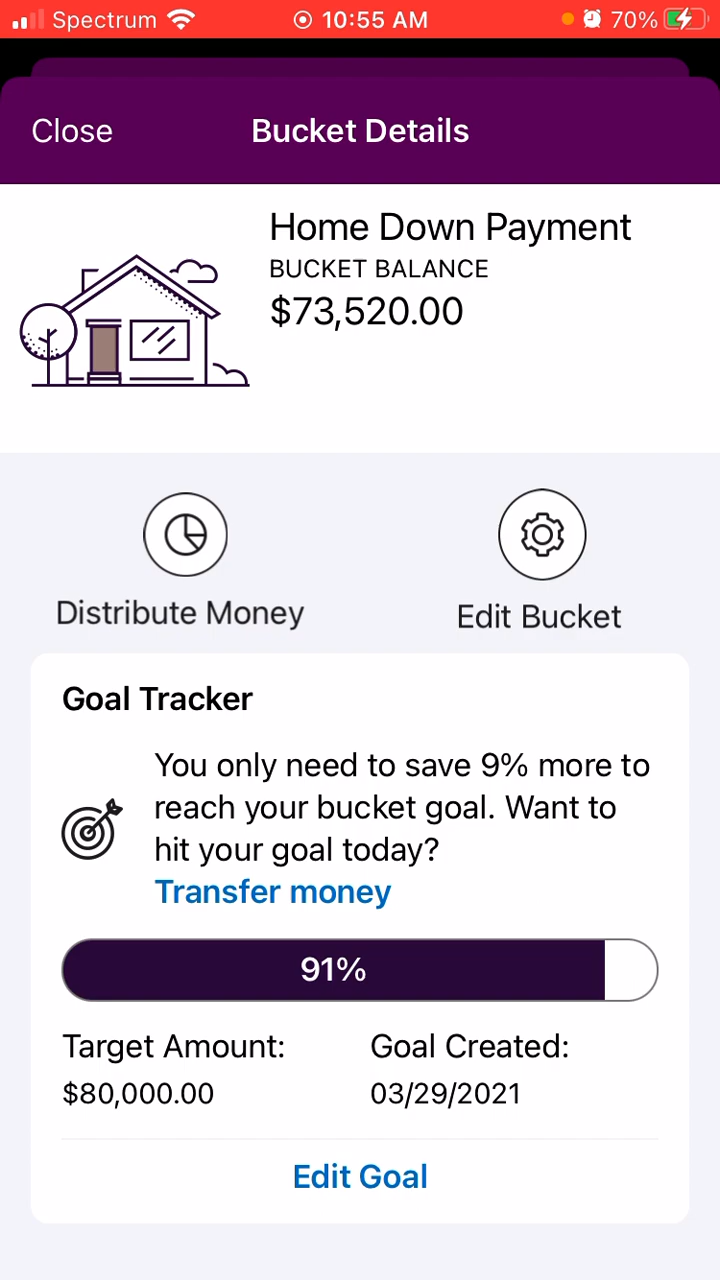 Spectrum 10:55 AM 70%
Close Bucket Details
Home Down Payment
BUCKET BALANCE
$73,520.00
Distribute Money Edit Bucket
Goal Tracker
You only need to save 9% more to
reach your bucket goal. Want to
hit your goal today?
Transfer money
91%
Target Amount: Goal Created:
$80,000.00 03/29/2021
Edit Goal